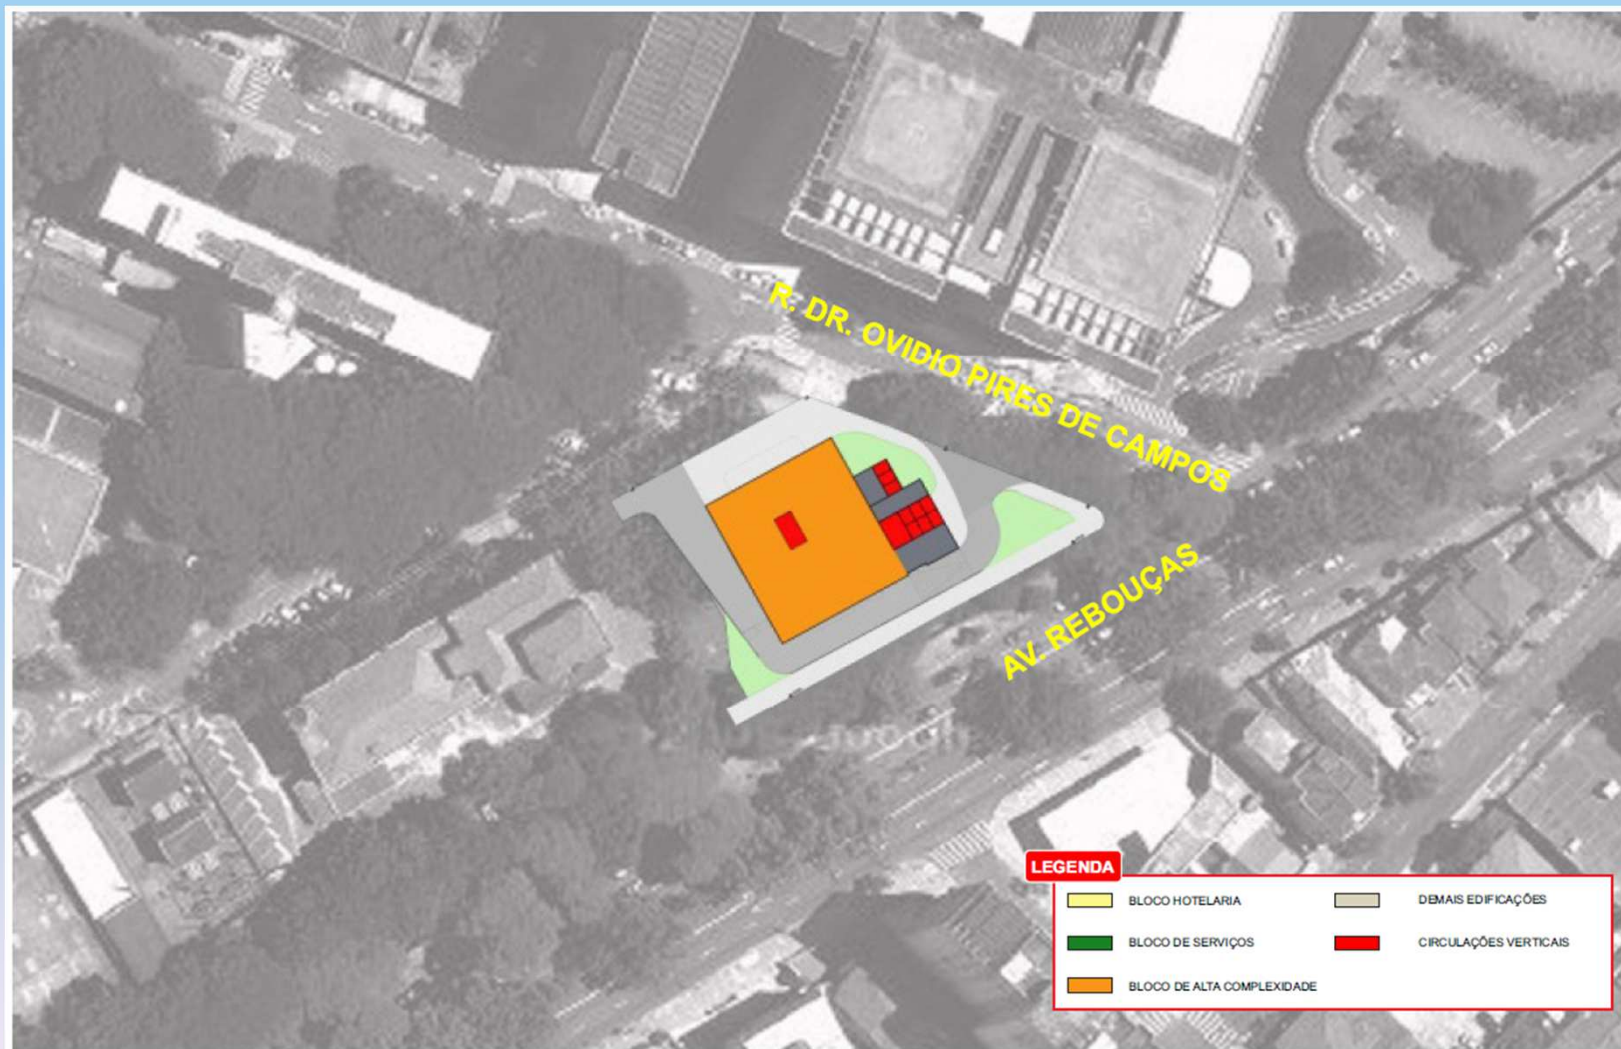 R. DR. OVIDIO PIRES DE CAMPOS
AV. REBOUÇAS
LEGENDA
BLOCO HOTELARIA
DEMAIS EDIFICAÇÕES
BLOCO DE SERVIÇOS
CIRCULAÇÕES VERTICAIS
BLOCO DE ALTA COMPLEXIDADE